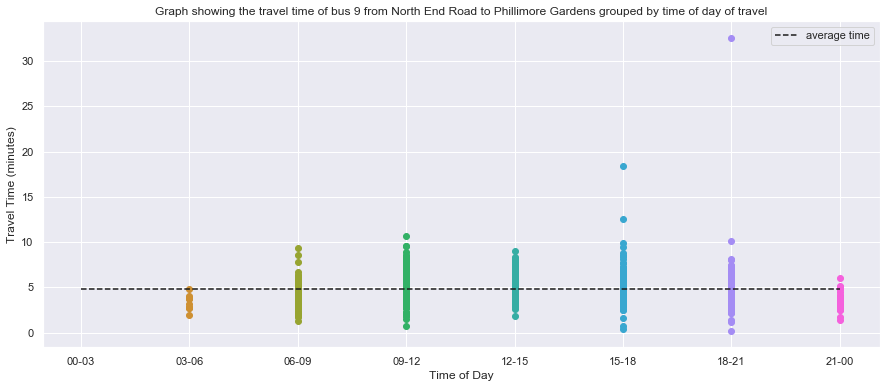 Graph showing the travel time of bus 9 from North End Road to Phillimore Gardens grouped by time of day of travel
average time
Travel Time (minutes)
30
25
20
15
10
5
0
00-03 03-06 06-09 09-12 12-15 15-18 18-21 21-00
Time of Day